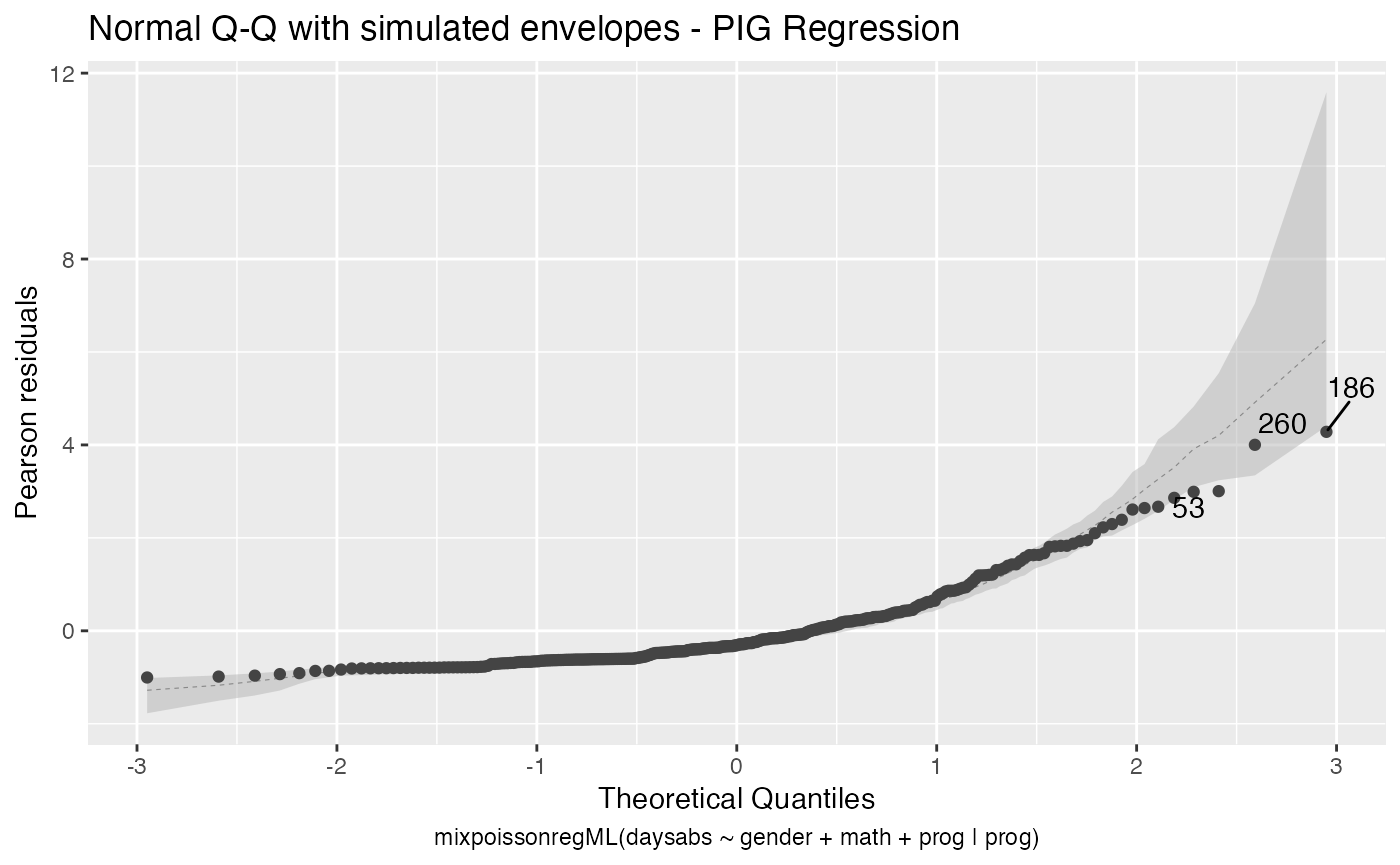 Normal Q-Q with simulated envelopes - PIG Regression
12
8
4
0
Pearson residuals
186
260
53
-3 -2 -1 0 1 2 3
Theoretical Quantiles
mixpoissonregML(daysabs ~ gender + math + prog | prog)